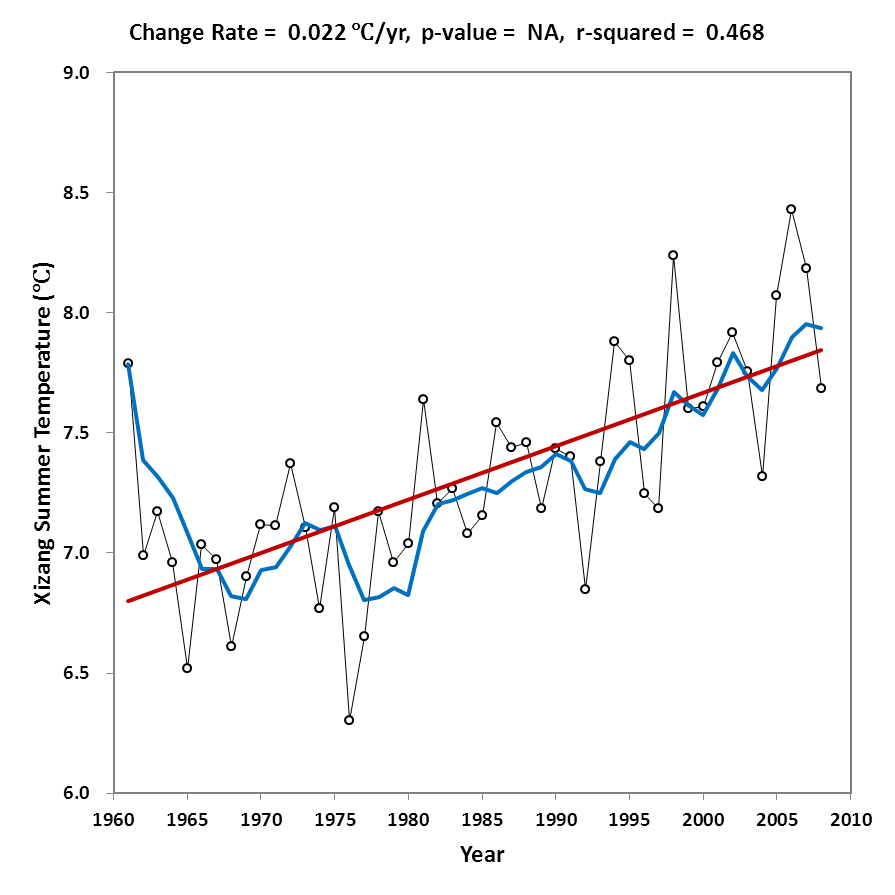 Change Rate = 0.022 ℃/yr, p-value = NA, r-squared = 0.468
9.0
8.5
8.0
7.5
7.0
6.5
6.0
Xizang Summer Temperature (℃)
1960 1965 1970 1975 1980 1985 1990 1995 2000 2005 2010
Year